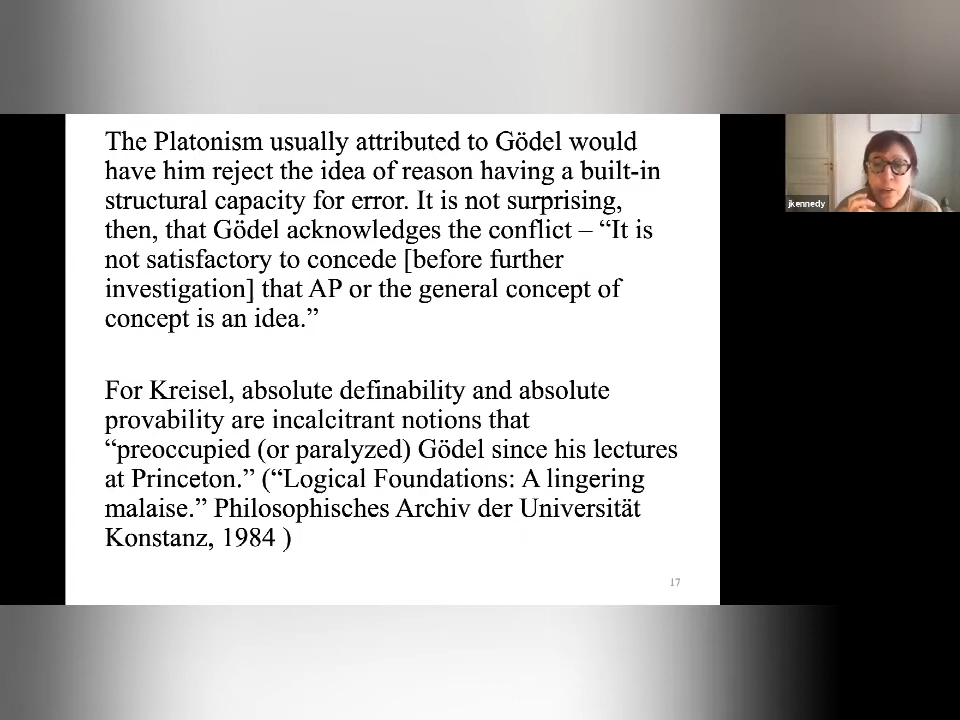 The Platonism usually attributed to Gödel would
have him reject the idea of reason having a built-in
structural capacity for error. It is not surprising,
then, that Gödel acknowledges the conflict – “It is
not satisfactory to concede [before further
investigation] that AP or the general concept of
concept is an idea.”
For Kreisel, absolute definability and absolute
provability are incalcitrant notions that
“preoccupied (or paralyzed) Gödel since his lectures
at Princeton.” (“Logical Foundations: A lingering
malaise.” Philosophisches Archiv der Universität
Konstanz, 1984 )
17
jkennedy